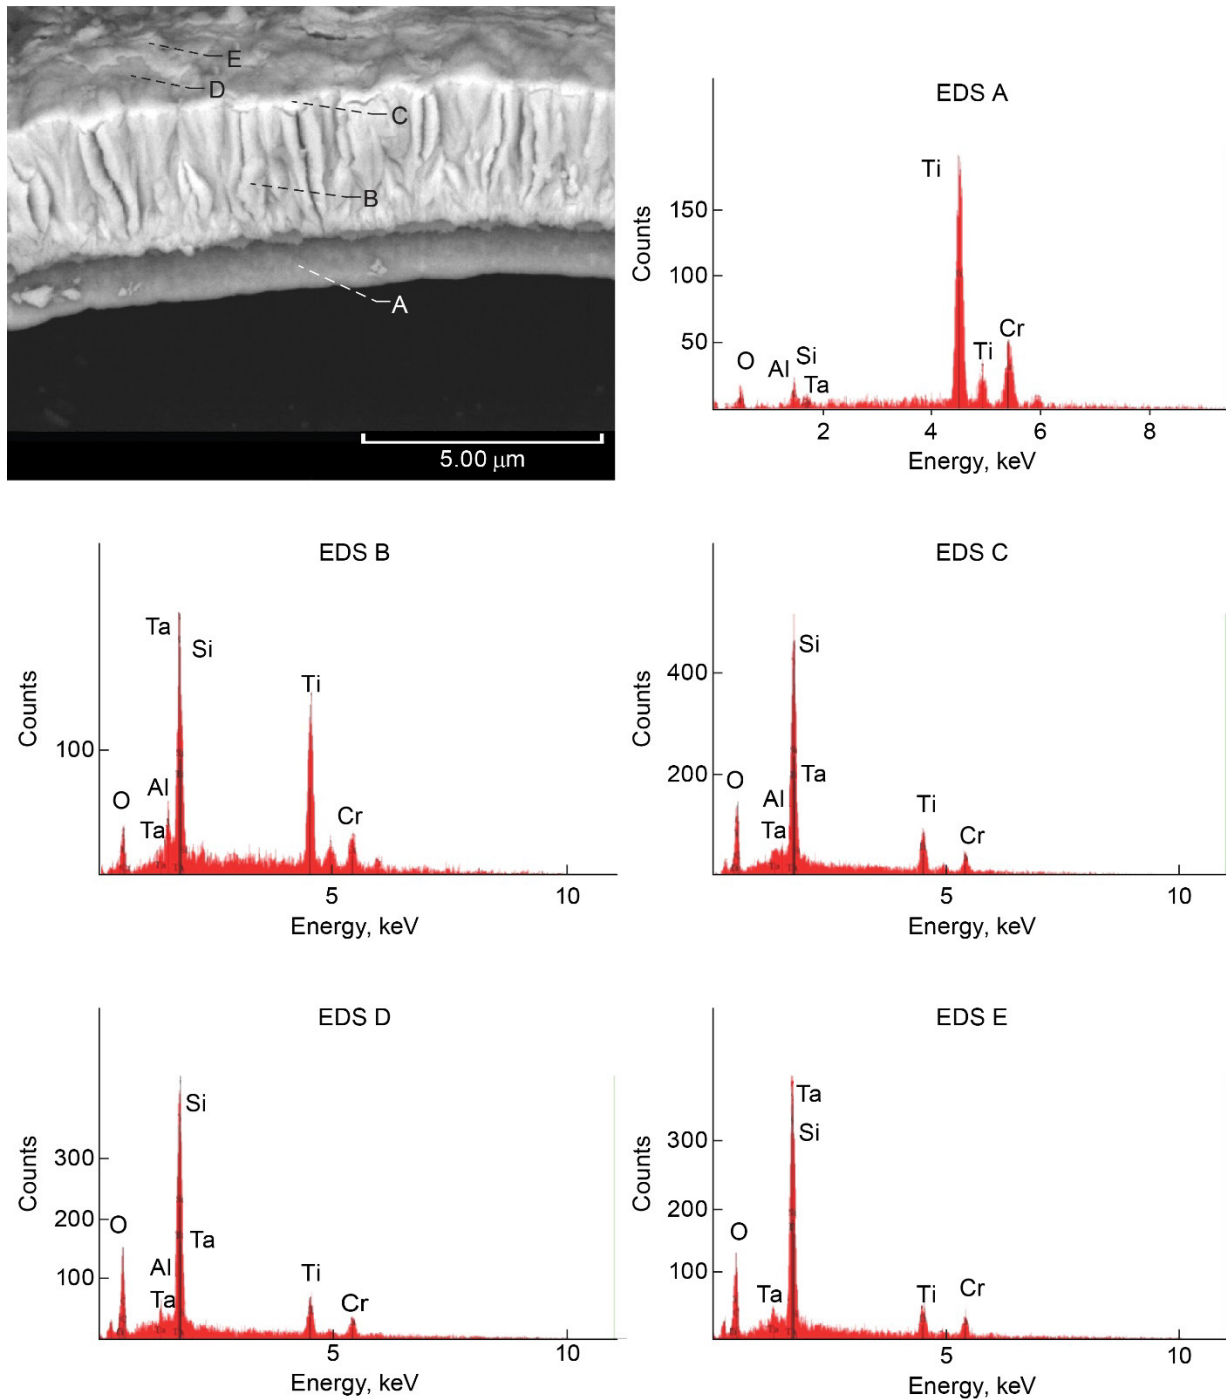 E
D
C
B
A
5.00 μm
EDS A
Counts
150
100
50
Ti
O
Al
Si
Ta
Ti
Cr
2
4
6
8
Energy, keV
EDS B
Counts
100
Ta
Si
Ti
O
Al
Ta
Cr
5
10
Energy, keV
EDS C
Counts
400
200
Si
Ta
O
Al
Ta
Ti
Cr
5
10
Energy, keV
EDS D
Counts
300
200
100
Si
Ta
O
Al
Ta
Ti
Cr
5
10
Energy, keV
EDS E
Counts
300
200
100
Ta
Si
O
Ta
Ti
Cr
5
10
Energy, keV